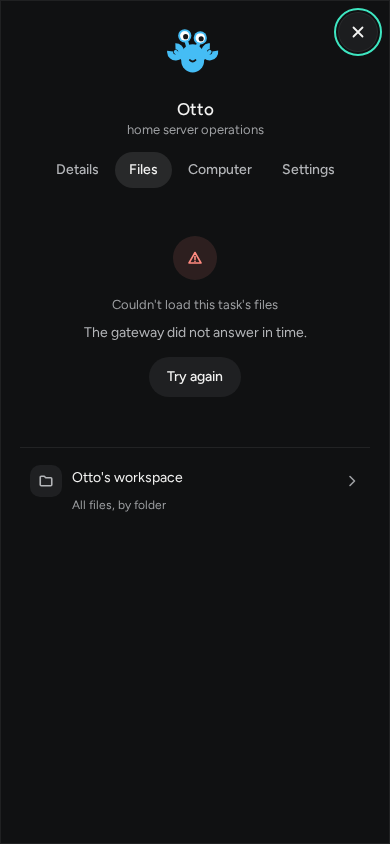 Otto
home server operations
Details Files Computer Settings
Couldn't load this task's files
The gateway did not answer in time.
Try again
Otto's workspace
All files, by folder